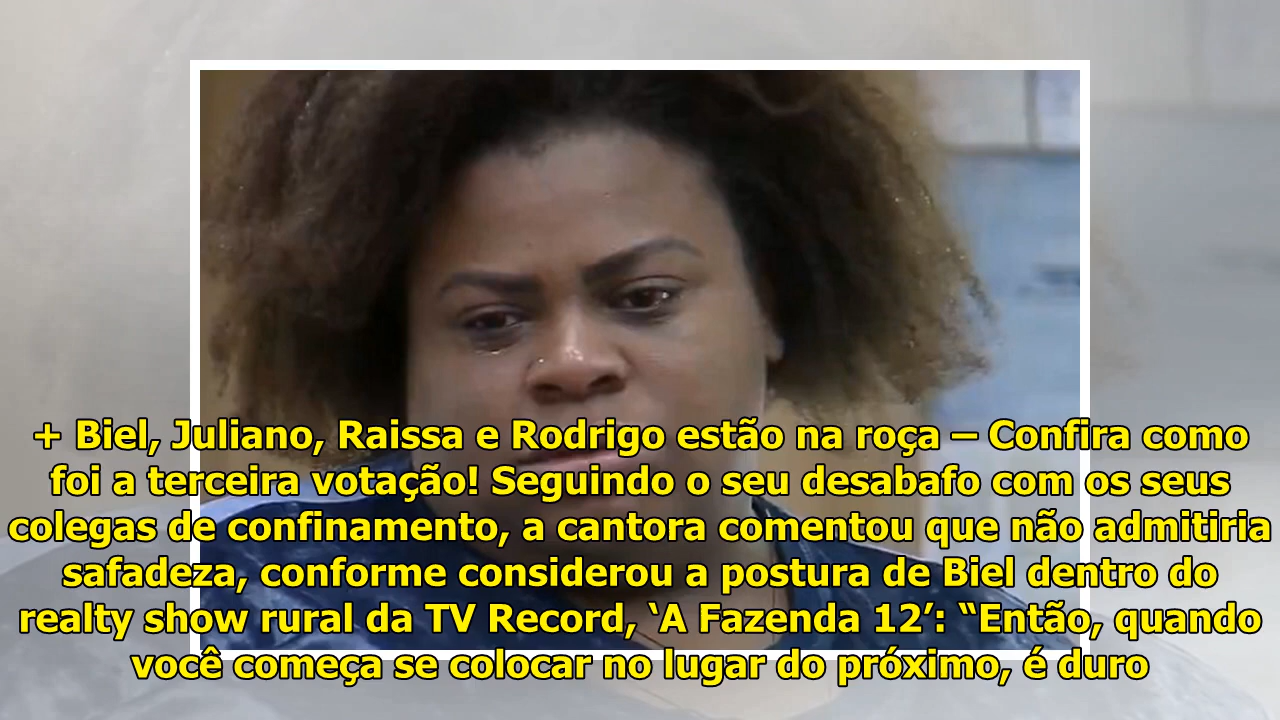 + Biel, Juliano, Raissa e Rodrigo estão na roça – Confira como
foi a terceira votação! Seguindo o seu desabafo com os seus
colegas de confinamento, a cantora comentou que não admitiria
safadeza, conforme considerou a postura de Biel dentro do
realty show rural da TV Record, ‘A Fazenda 12’: “Então, quando
você começa se colocar no lugar do próximo, é duro